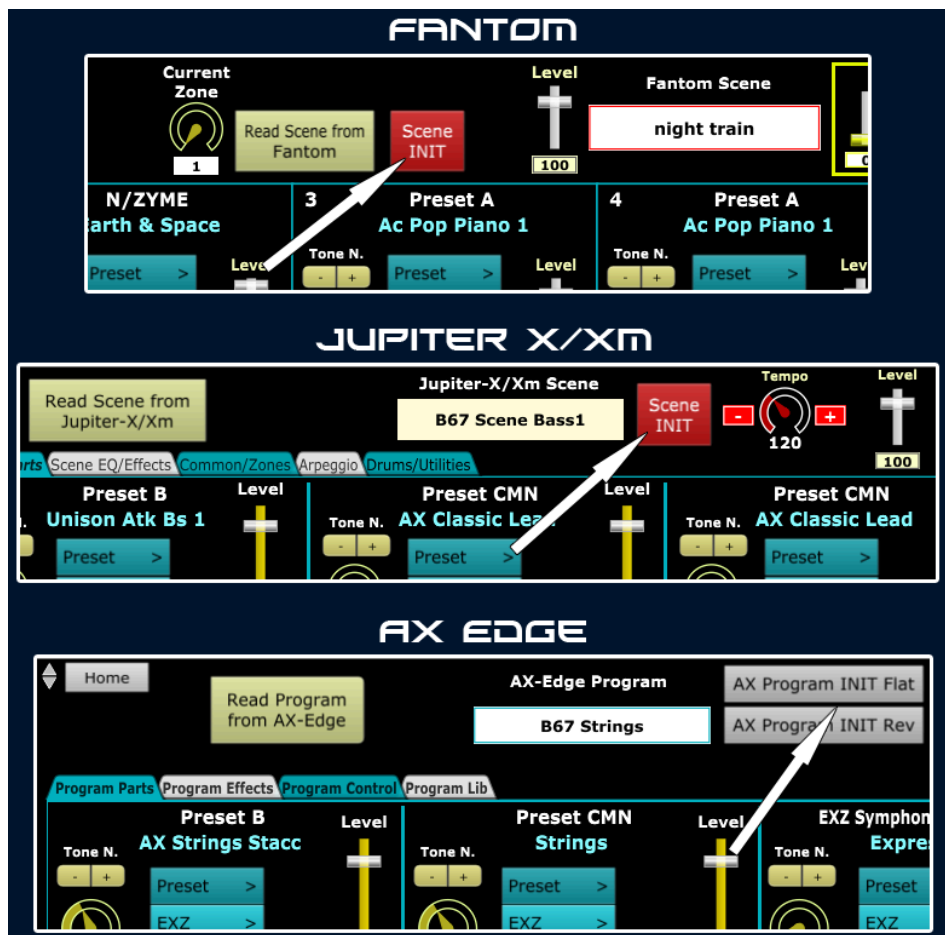 FANTOM
Current
Zone
1
Read Scene from
Fantom
Scene
INIT
Level
100
Fantom Scene
night train
N/ZYME
Earth & Space
Preset >
Level
3
Preset A
Ac Pop Piano 1
Tone N.
- +
Preset >
Level
4
Preset A
Ac Pop Piano 1
Tone N.
- +
Preset >
Lev
JUPITER X/XM
Read Scene from
Jupiter-X/Xm
Jupiter-X/Xm Scene
B67 Scene Bass1
Scene
INIT
Tempo
- +
120
Level
100
rts Scene EQ/Effects Common/Zones Arpeggio Drums/Utilities
Preset B
Unison Atk Bs 1
Preset >
Level
Preset CMN
AX Classic Lead
Tone N.
- +
Preset >
Level
Preset CMN
AX Classic Lead
Tone N.
- +
Preset >
AX EDGE
Home
Read Program
from AX-Edge
AX-Edge Program
B67 Strings
AX Program INIT Flat
AX Program INIT Rev
Program Parts Program Effects Program Control Program Lib
Preset B
AX Strings Stacc
Tone N.
- +
Preset >
EXZ >
Level
Preset CMN
Strings
Tone N.
- +
Preset >
EXZ >
Level
EXZ Symphon
Expre
Tone N.
- +
Preset
EXZ